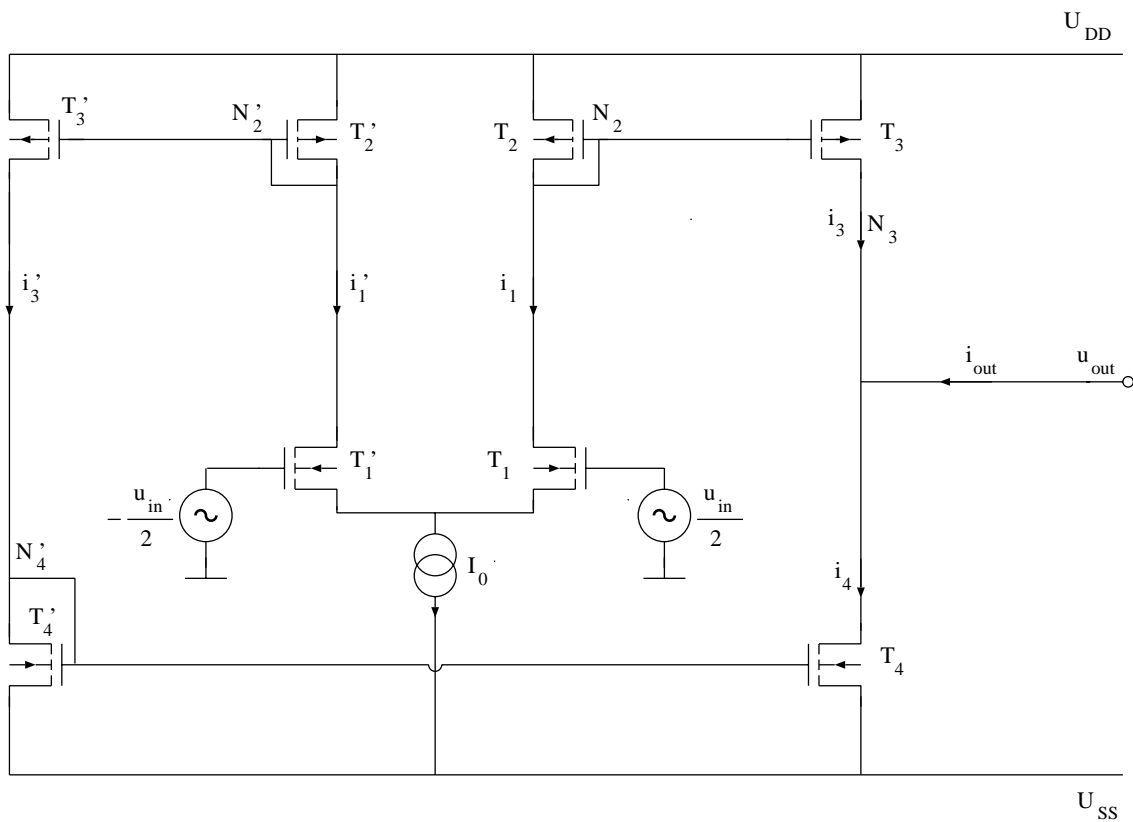 U_DD
T_3’ N_2’ T_2’ T_2 N_2 T_3
i_3 N_3
i_3’ i_1’ i_1
i_out u_out
T_1’ T_1
− u_in/2 u_in/2
I_0
N_4’ i_4
T_4’ T_4
U_SS